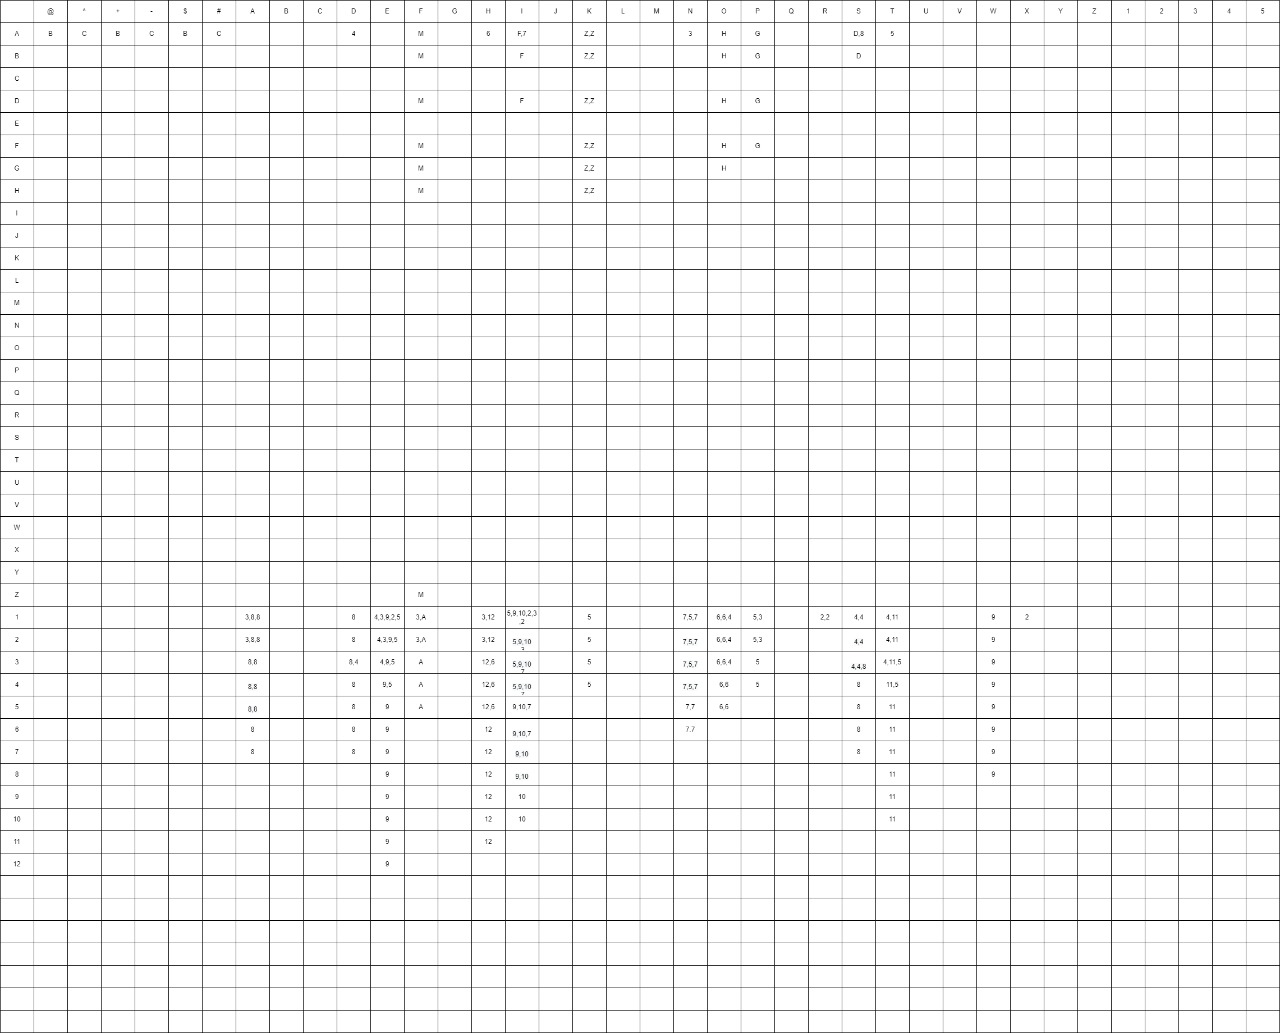 @ ^ + - $ # A B C D E F G H I J K L M N O P Q R S T U V W X Y Z 1 2 3 4 5
A B C B C B C 4 M 6 F,7 Z,Z 3 H G D,8 5
B M F Z,Z H G D
C
D M F Z,Z H G
E
F M Z,Z H G
G M Z,Z H
H M Z,Z
I
J
K
L
M
N
O
P
Q
R
S
T
U
V
W
X
Y
Z M
1 3,8,8 8 4,3,9,2,5 3,A 3,12 5,9,10,2,3,2 5 7,5,7 6,6,4 5,3 2,2 4,4 4,11 9 2
2 3,8,8 8 4,3,9,5 3,A 3,12 5,9,10 5 7,5,7 6,6,4 5,3 4,4 4,11 9
3 8,8 8,4 4,9,5 A 12,6 5,9,10 5 7,5,7 6,6,4 5 4,4,8 4,11,5 9
4 8,8 8 9,5 A 12,6 5,9,10 5 7,5,7 6,6 5 8 11,5 9
5 8,8 8 9 A 12,6 9,10,7 7,7 6,6 8 11 9
6 8 8 9 12 9,10,7 7.7 8 11 9
7 8 8 9 12 9,10 8 11 9
8 9 12 9,10 11 9
9 9 12 10 11
10 9 12 10 11
11 9 12
12 9